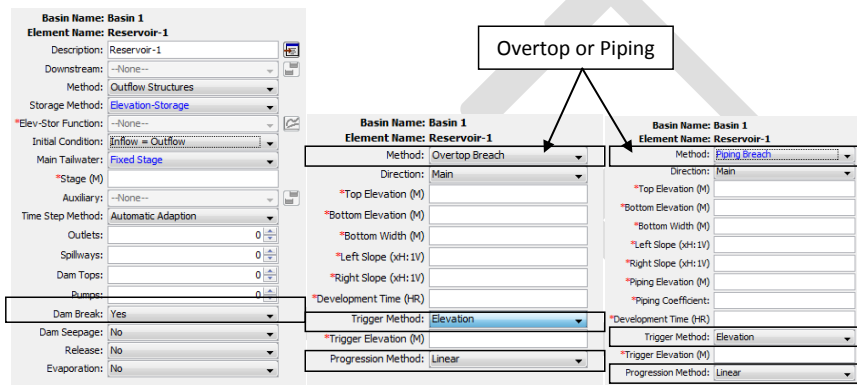 Basin Name: Basin 1
Element Name: Reservoir-1
Description: Reservoir-1
Downstream: --None--
Method: Outflow Structures
Storage Method: Elevation-Storage
*Elev-Stor Function: --None--
Initial Condition: Inflow = Outflow
Main Tailwater: Fixed Stage
*Stage (M)
Auxiliary: --None--
Time Step Method: Automatic Adaption
Outlets: 0
Spillways: 0
Dam Tops: 0
Pumps: 0
Dam Break: Yes
Dam Seepage: No
Release: No
Evaporation: No
Overtop or Piping
Basin Name: Basin 1
Element Name: Reservoir-1
Method: Overtop Breach
Direction: Main
*Top Elevation (M)
*Bottom Elevation (M)
*Bottom Width (M)
*Left Slope (xH:1V)
*Right Slope (xH:1V)
*Development Time (HR)
Trigger Method: Elevation
*Trigger Elevation (M)
Progression Method: Linear
Basin Name: Basin 1
Element Name: Reservoir-1
Method: Piping Breach
Direction: Main
*Top Elevation (M)
*Bottom Elevation (M)
*Bottom Width (M)
*Left Slope (xH:1V)
*Right Slope (xH:1V)
*Piping Elevation (M)
*Piping Coefficient:
*Development Time (HR)
Trigger Method: Elevation
*Trigger Elevation (M)
Progression Method: Linear